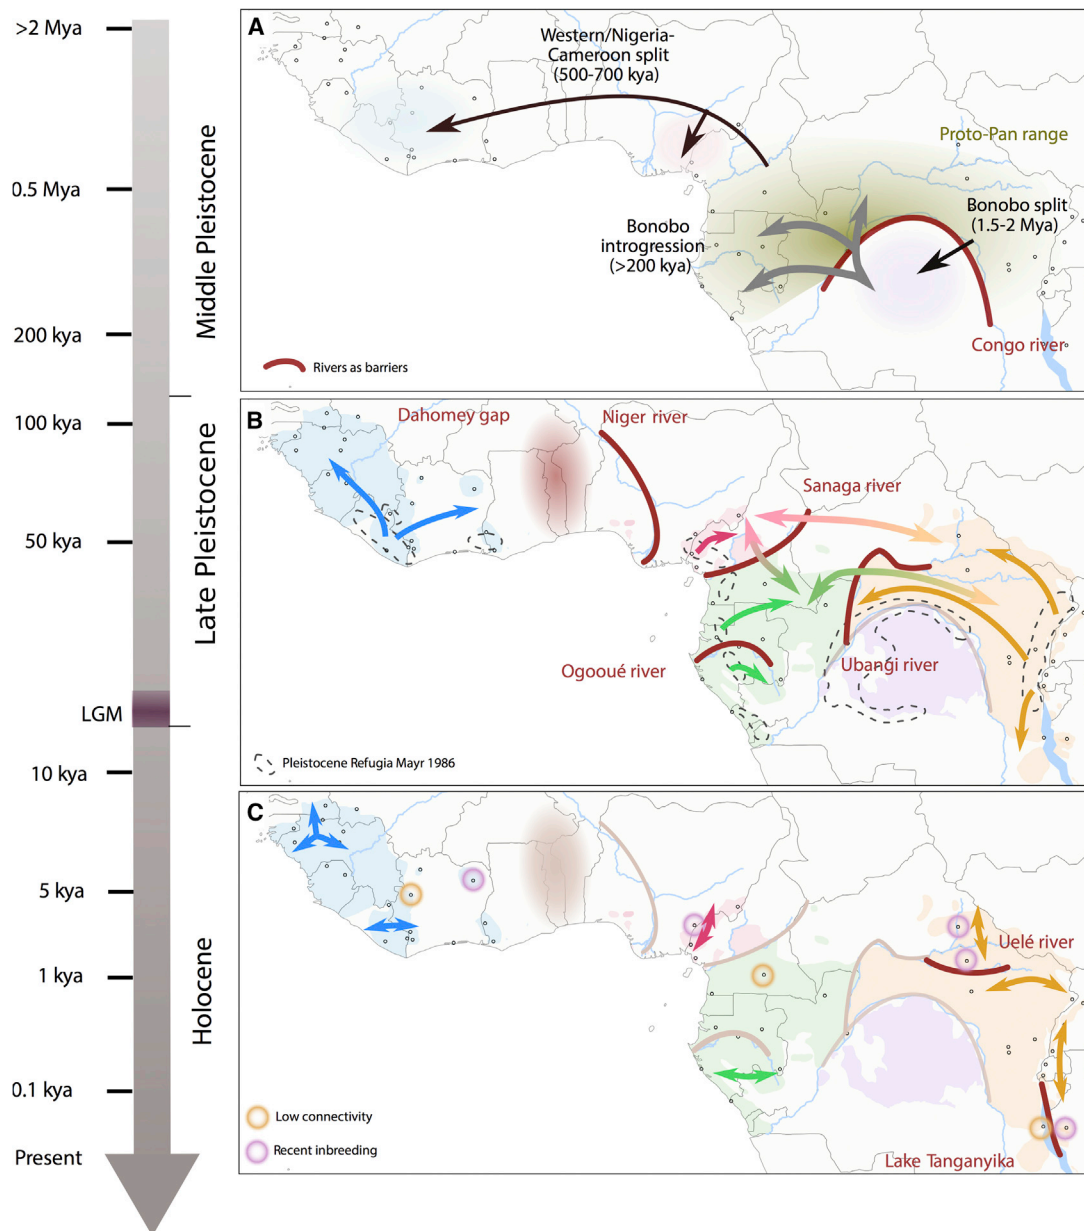 >2 Mya
0.5 Mya
200 kya
100 kya
50 kya
LGM
10 kya
5 kya
1 kya
0.1 kya
Present
Middle Pleistocene
Late Pleistocene
Holocene
A
Western/Nigeria-
Cameroon split
(500-700 kya)
Proto-Pan range
Bonobo split
(1.5-2 Mya)
Bonobo
introgression
(>200 kya)
Congo river
Rivers as barriers
B
Dahomey gap
Niger river
Sanaga river
Ogooué river
Ubangi river
Pleistocene Refugia Mayr 1986
C
Uelé river
Low connectivity
Recent inbreeding
Lake Tanganyika